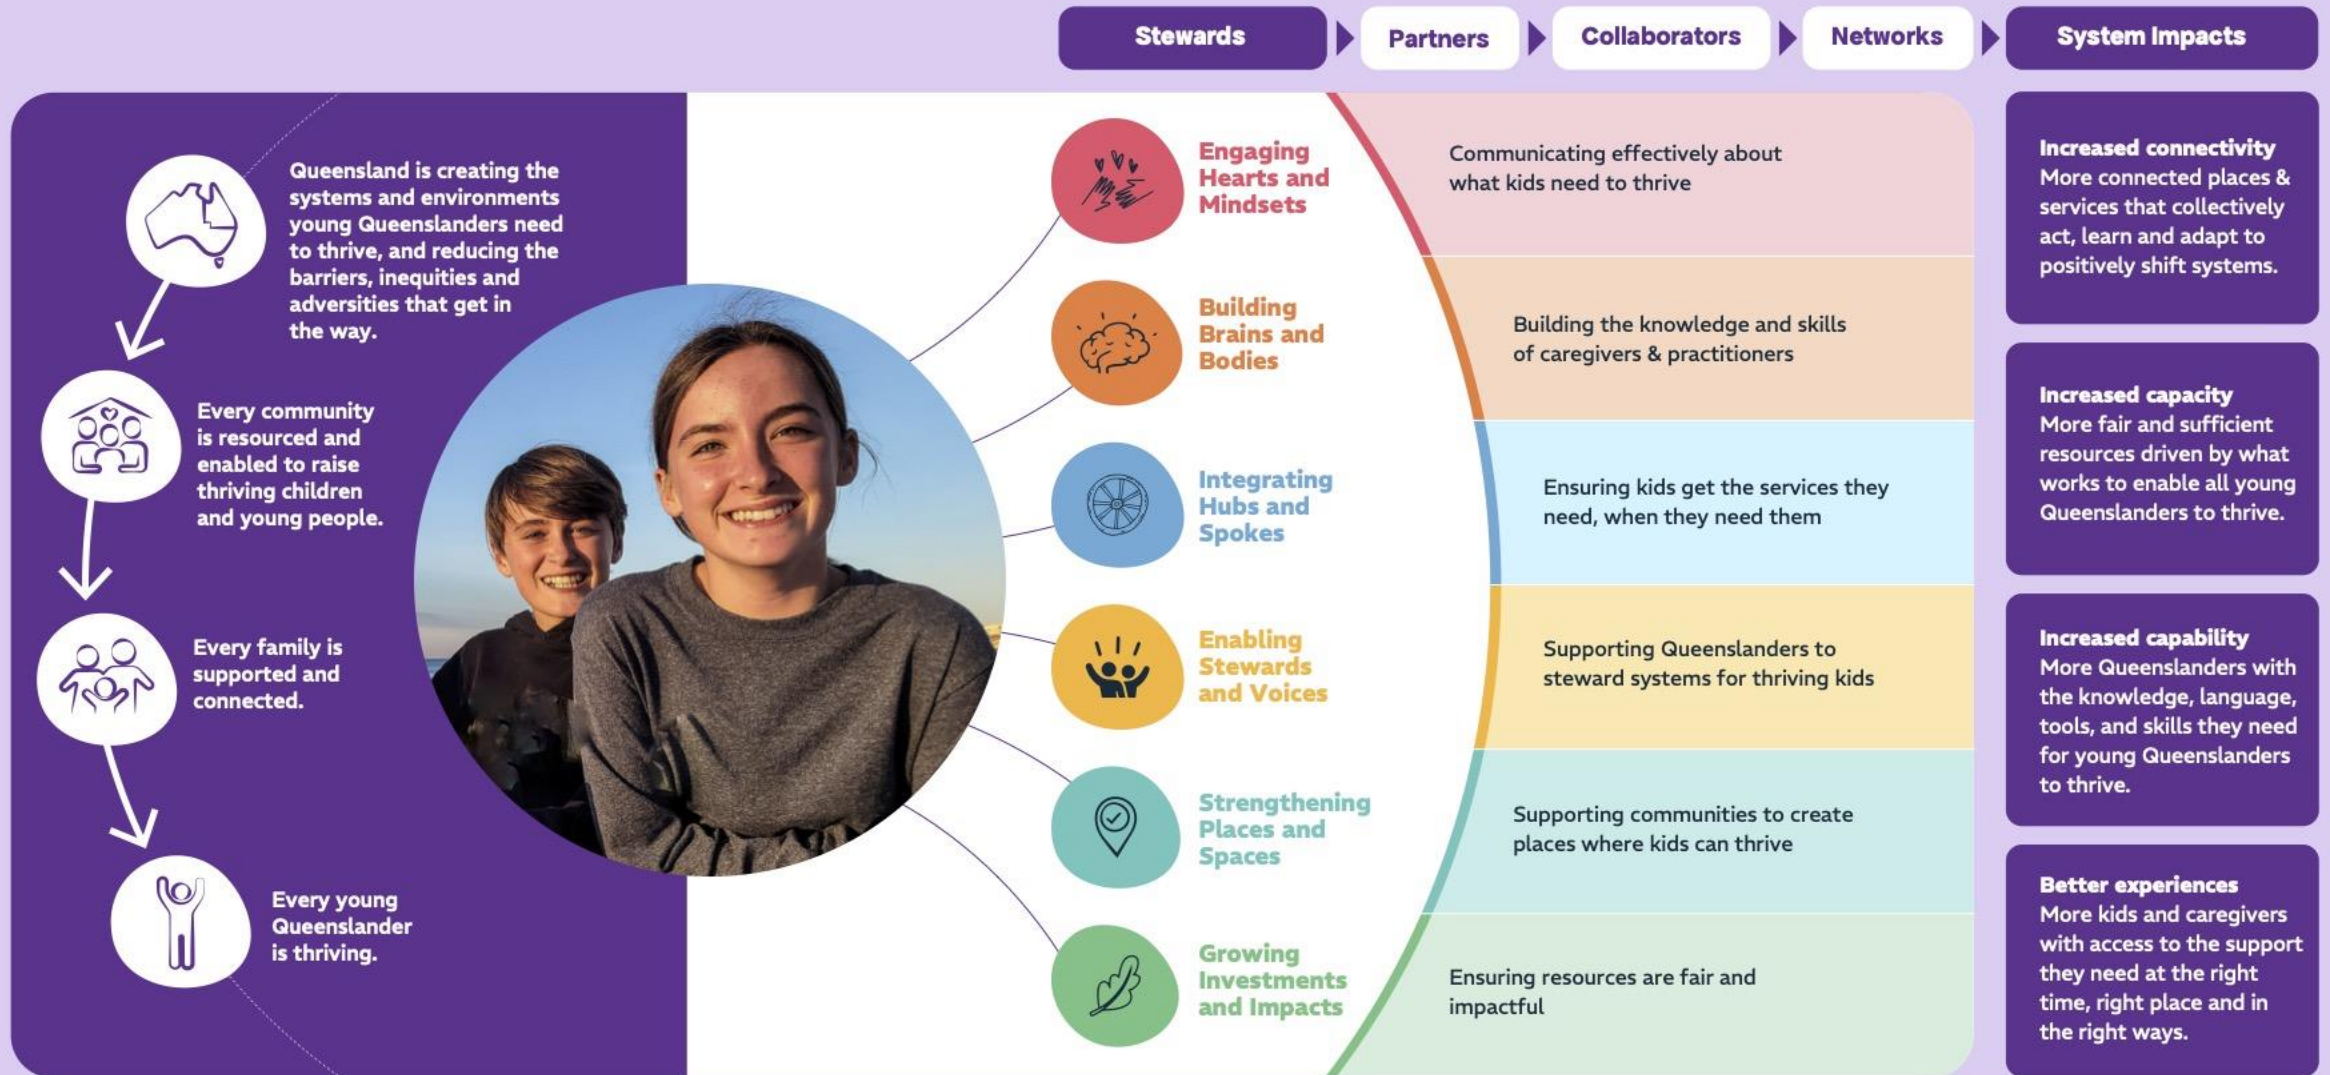 Stewards
Partners
Collaborators
Networks
System Impacts
Queensland is creating the
systems and environments
young Queenslanders need
to thrive, and reducing the
barriers, inequities and
adversities that get in
the way.
Every community
is resourced and
enabled to raise
thriving children
and young people.
Every family is
supported and
connected.
Every young
Queenslander
is thriving.
Engaging
Hearts and
Mindsets
Communicating effectively about
what kids need to thrive
Building
Brains and
Bodies
Building the knowledge and skills
of caregivers & practitioners
Integrating
Hubs and
Spokes
Ensuring kids get the services they
need, when they need them
Enabling
Stewards
and Voices
Supporting Queenslanders to
steward systems for thriving kids
Strengthening
Places and
Spaces
Supporting communities to create
places where kids can thrive
Growing
Investments
and Impacts
Ensuring resources are fair and
impactful
Increased connectivity
More connected places &
services that collectively
act, learn and adapt to
positively shift systems.
Increased capacity
More fair and sufficient
resources driven by what
works to enable all young
Queenslanders to thrive.
Increased capability
More Queenslanders with
the knowledge, language,
tools, and skills they need
for young Queenslanders
to thrive.
Better experiences
More kids and caregivers
with access to the support
they need at the right
time, right place and in
the right ways.